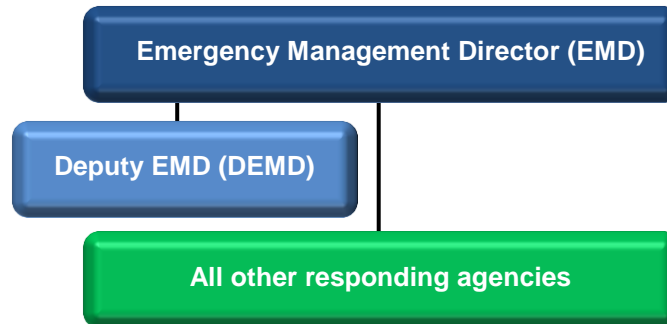 Emergency Management Director (EMD)
Deputy EMD (DEMD)
All other responding agencies